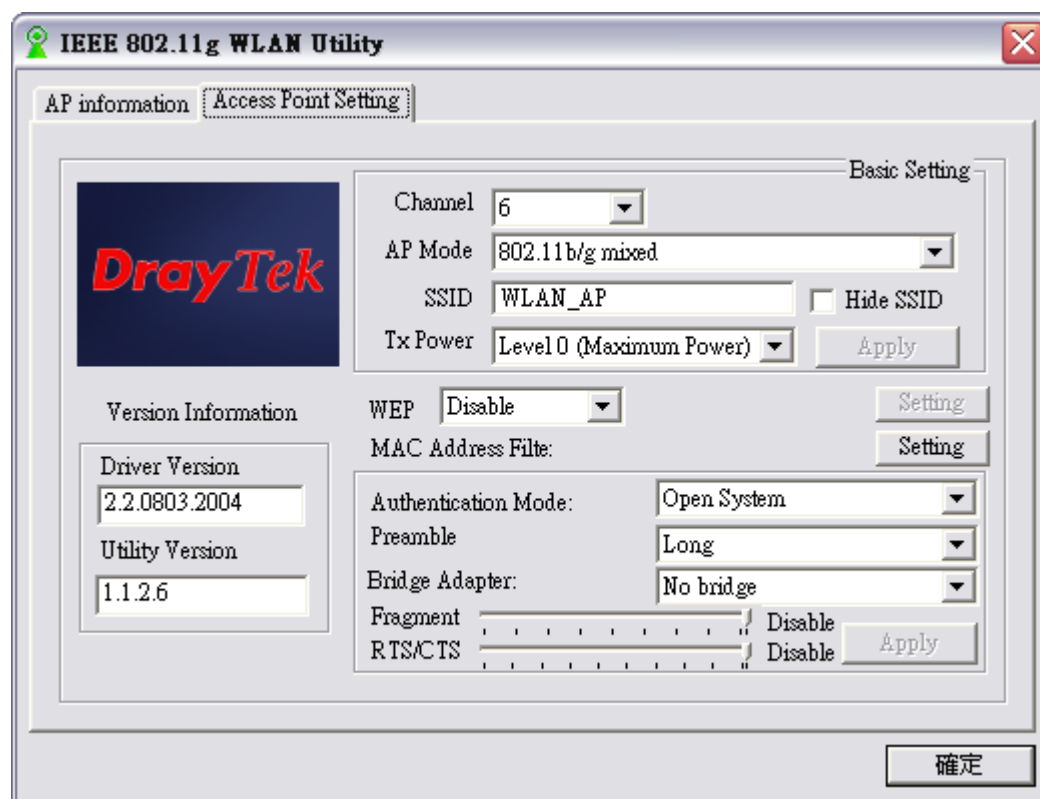 IEEE 802.11g WLAN Utility
AP information
Access Point Setting
DrayTek
Basic Setting
Channel 6
AP Mode 802.11b/g mixed
SSID WLAN_AP Hide SSID
Tx Power Level 0 (Maximum Power) Apply
Version Information
Driver Version
2.2.0803.2004
Utility Version
1.1.2.6
WEP Disable Setting
MAC Address Filte: Setting
Authentication Mode: Open System
Preamble Long
Bridge Adapter: No bridge
Fragment Disable
RTS/CTS Disable
Apply
確定